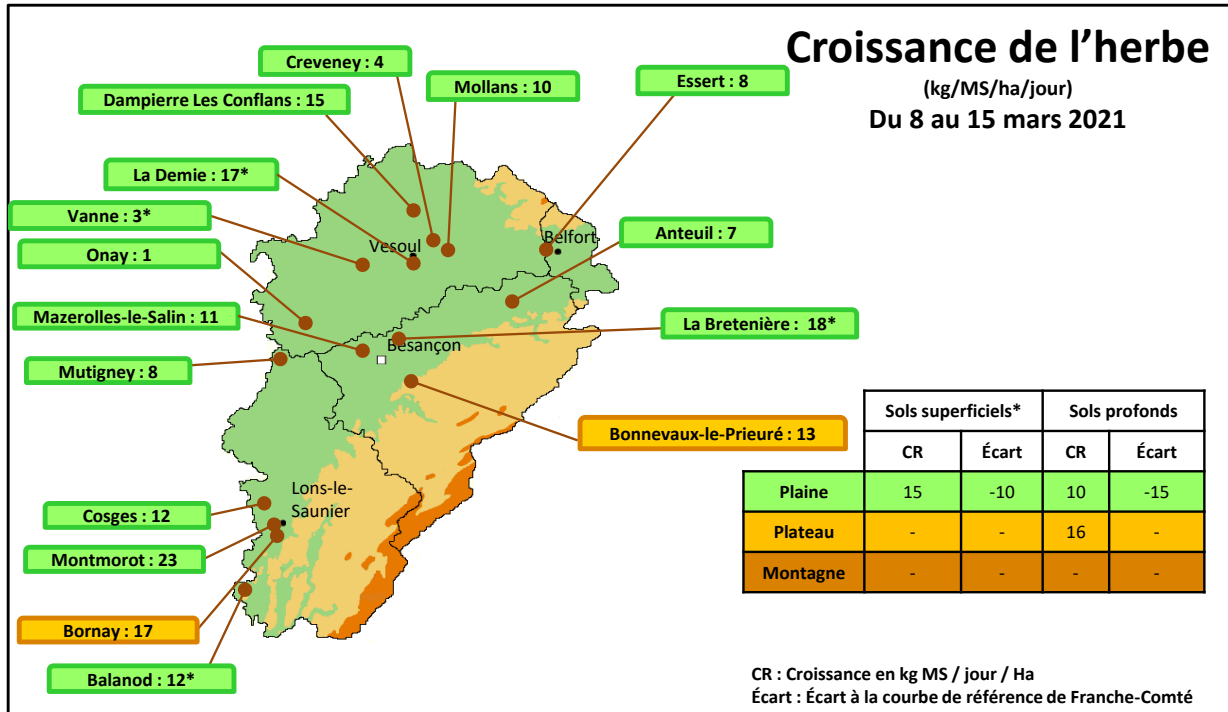 Croissance de l’herbe
(kg/MS/ha/jour)
Du 8 au 15 mars 2021
Creveney : 4
Mollans : 10
Essert : 8
Dampierre Les Conflans : 15
La Demie : 17*
Vanne : 3*
Onay : 1
Mazerolles-le-Salin : 11
Mutigney : 8
Anteuil : 7
La Bretenière : 18*
Bonnevaux-le-Prieuré : 13
Cosges : 12
Montmorot : 23
Bornay : 17
Balanod : 12*
Vesoul
Belfort
Besançon
Lons-le-
Saunier
Sols superficiels* Sols profonds
CR Écart CR Écart
Plaine 15 -10 10 -15
Plateau - - 16 -
Montagne - - - -
CR : Croissance en kg MS / jour / Ha
Écart : Écart à la courbe de référence de Franche-Comté